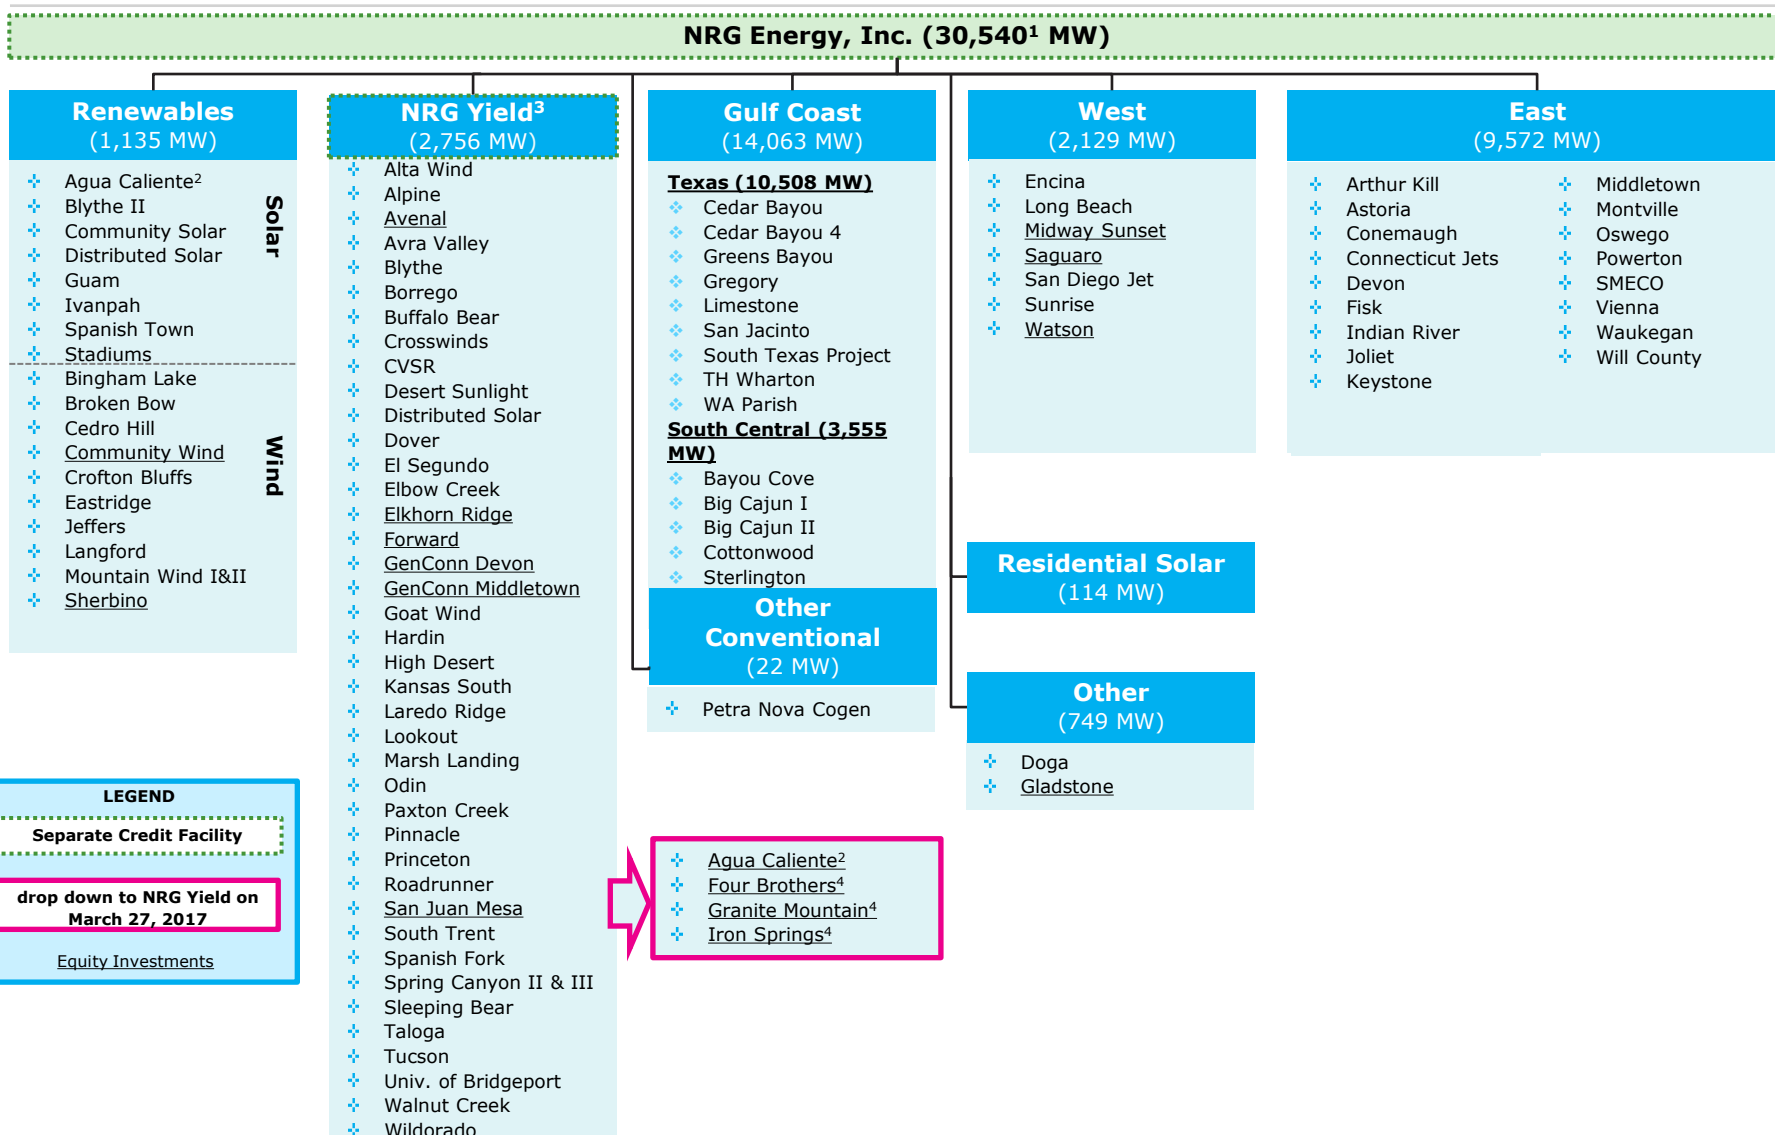 NRG Energy, Inc. (30,540¹ MW)
Renewables
(1,135 MW)
Agua Caliente²
Blythe II
Community Solar
Distributed Solar
Guam
Ivanpah
Spanish Town
Stadiums
Solar
Bingham Lake
Broken Bow
Cedro Hill
Community Wind
Crofton Bluffs
Eastridge
Jeffers
Langford
Mountain Wind I&II
Sherbino
Wind
NRG Yield³
(2,756 MW)
Alta Wind
Alpine
Avenal
Avra Valley
Blythe
Borrego
Buffalo Bear
Crosswinds
CVSR
Desert Sunlight
Distributed Solar
Dover
El Segundo
Elbow Creek
Elkhorn Ridge
Forward
GenConn Devon
GenConn Middletown
Goat Wind
Hardin
High Desert
Kansas South
Laredo Ridge
Lookout
Marsh Landing
Odin
Paxton Creek
Pinnacle
Princeton
Roadrunner
San Juan Mesa
South Trent
Spanish Fork
Spring Canyon II & III
Sleeping Bear
Taloga
Tucson
Univ. of Bridgeport
Walnut Creek
Wildorado
Gulf Coast
(14,063 MW)
Texas (10,508 MW)
Cedar Bayou
Cedar Bayou 4
Greens Bayou
Gregory
Limestone
San Jacinto
South Texas Project
TH Wharton
WA Parish
South Central (3,555
MW)
Bayou Cove
Big Cajun I
Big Cajun II
Cottonwood
Sterlington
Other
Conventional
(22 MW)
Petra Nova Cogen
Agua Caliente²
Four Brothers⁴
Granite Mountain⁴
Iron Springs⁴
West
(2,129 MW)
Encina
Long Beach
Midway Sunset
Saguaro
San Diego Jet
Sunrise
Watson
Residential Solar
(114 MW)
Other
(749 MW)
Doga
Gladstone
East
(9,572 MW)
Arthur Kill
Astoria
Conemaugh
Connecticut Jets
Devon
Fisk
Indian River
Joliet
Keystone
Middletown
Montville
Oswego
Powerton
SMECO
Vienna
Waukegan
Will County
LEGEND
Separate Credit Facility
drop down to NRG Yield on
March 27, 2017
Equity Investments